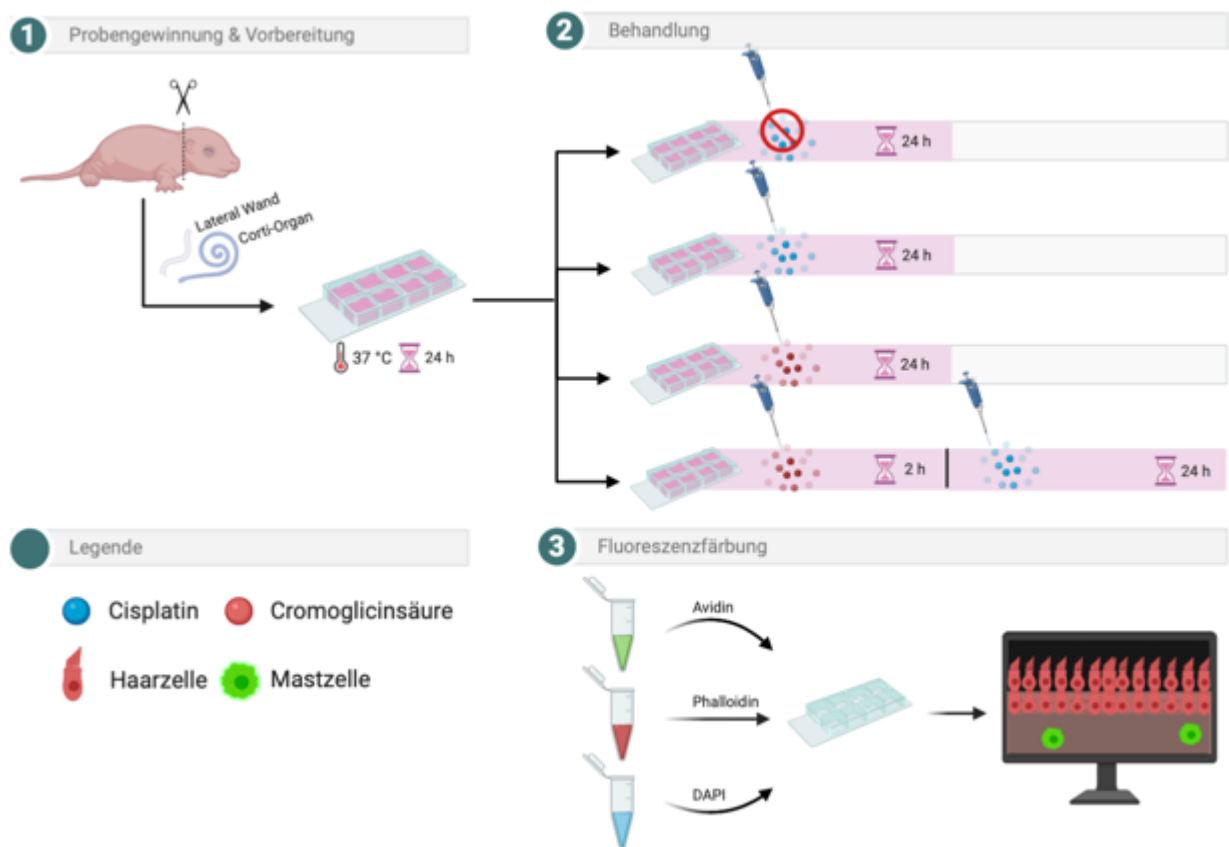 1 Probengewinnung & Vorbereitung
Lateral Wand
Corti-Organ
37 °C 24 h
2 Behandlung
24 h
24 h
24 h
2 h 24 h
Legende
Cisplatin Cromoglicinsäure
Haarzelle Mastzelle
3 Fluoreszenzfärbung
Avidin
Phalloidin
DAPI